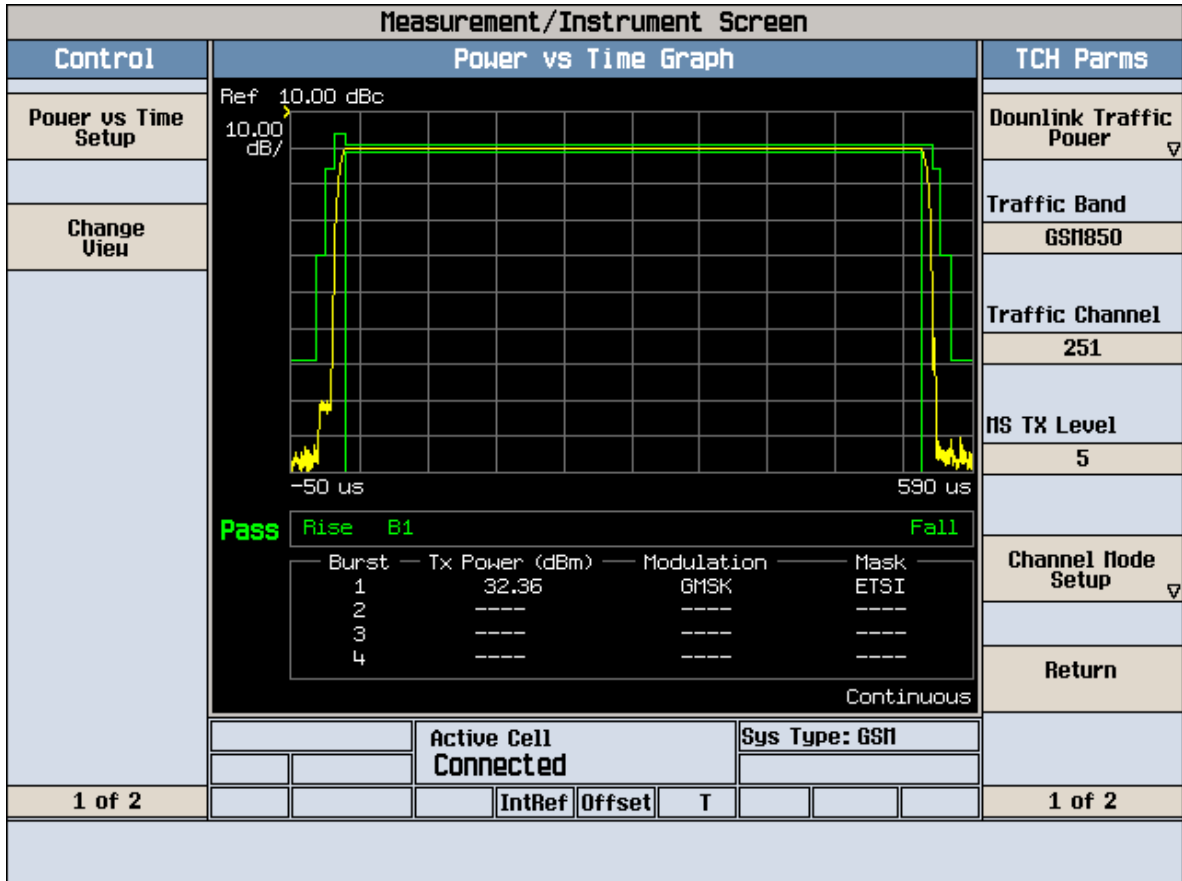 Measurement/Instrument Screen
Control
Power vs Time Graph
TCH Parms
Power vs Time
Setup
Change
View
1 of 2
Ref 10.00 dBc
10.00
dB/
-50 us
590 us
Pass
Rise B1
Fall
Burst Tx Power (dBm) Modulation Mask
1 32.36 GMSK ETSI
2 ---- ---- ----
3 ---- ---- ----
4 ---- ---- ----
Continuous
Active Cell
Connected
Sys Type: GSM
IntRef Offset T
Downlink Traffic
Power
Traffic Band
GSM850
Traffic Channel
251
MS TX Level
5
Channel Mode
Setup
Return
1 of 2